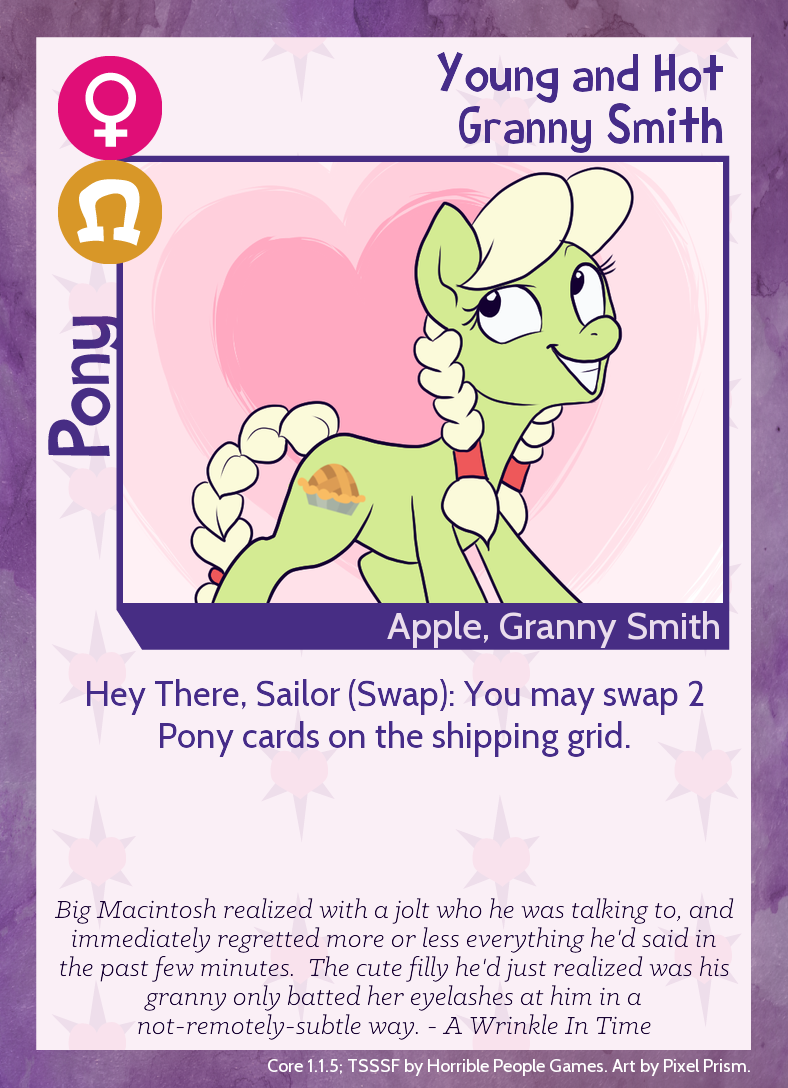 Young and Hot
Granny Smith
Pony
Apple, Granny Smith
Hey There, Sailor (Swap): You may swap 2
Pony cards on the shipping grid.
Big Macintosh realized with a jolt who he was talking to, and
immediately regretted more or less everything he'd said in
the past few minutes.  The cute filly he'd just realized was his
granny only batted her eyelashes at him in a
not-remotely-subtle way. - A Wrinkle In Time
Core 1.1.5; TSSSF by Horrible People Games. Art by Pixel Prism.